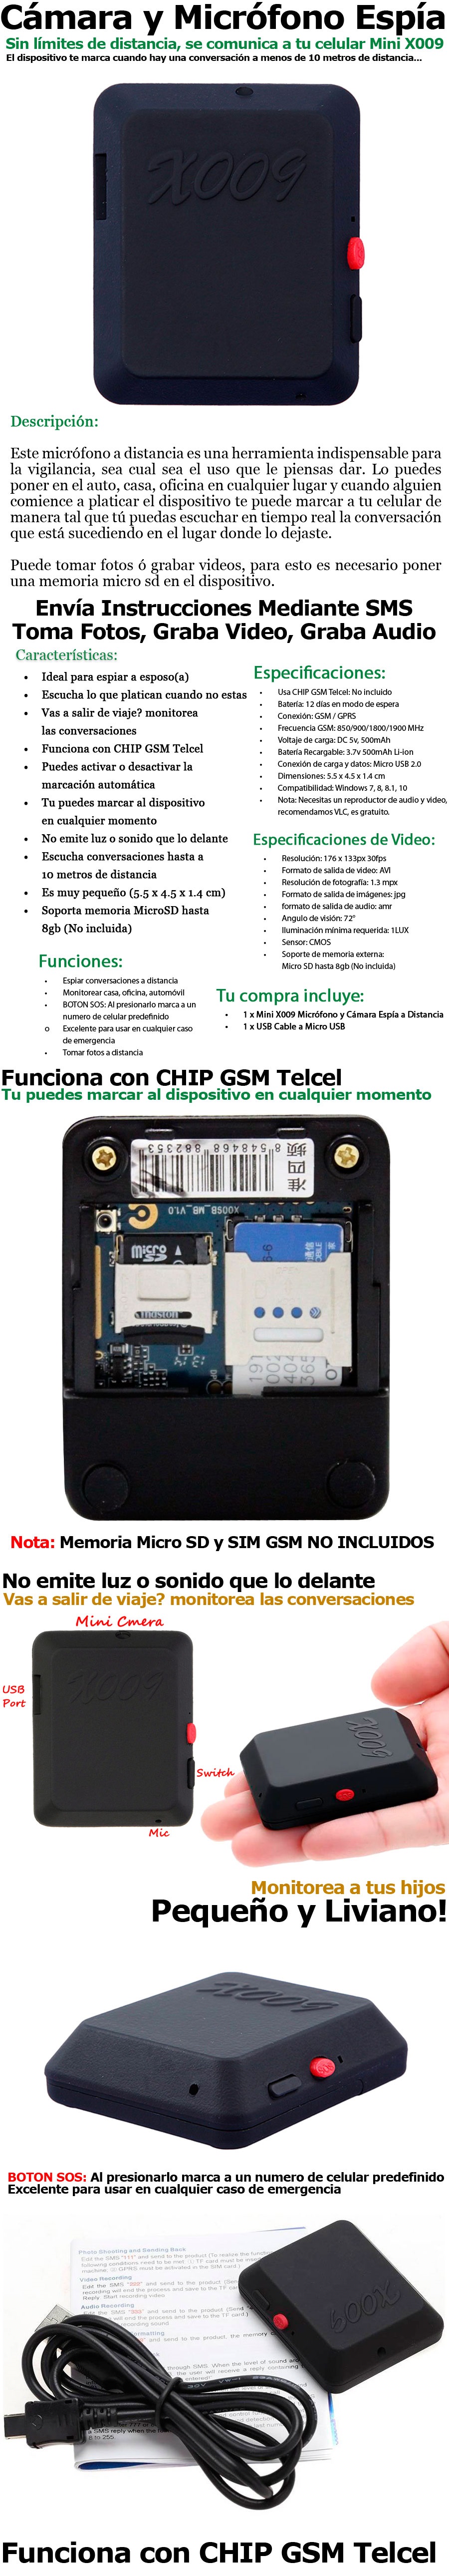 Cámara y Micrófono Espía
Sin límites de distancia, se comunica a tu celular Mini X009
El dispositivo te marca cuando hay una conversación a menos de 10 metros de distancia...
X009
Descripción:
Este micrófono a distancia es una herramienta indispensable para
la vigilancia, sea cual sea el uso que le piensas dar. Lo puedes
poner en el auto, casa, oficina en cualquier lugar y cuando alguien
comience a platicar el dispositivo te puede marcar a tu celular de
manera tal que tú puedas escuchar en tiempo real la conversación
que está sucediendo en el lugar donde lo dejaste.
Puede tomar fotos ó grabar videos, para esto es necesario poner
una memoria micro sd en el dispositivo.
Envía Instrucciones Mediante SMS
Toma Fotos, Graba Video, Graba Audio
Características:
• Ideal para espiar a esposo(a)
• Escucha lo que platican cuando no estas
• Vas a salir de viaje? monitorea
las conversaciones
• Funciona con CHIP GSM Telcel
• Puedes activar o desactivar la
marcación automática
• Tu puedes marcar al dispositivo
en cualquier momento
• No emite luz o sonido que lo delante
• Escucha conversaciones hasta a
10 metros de distancia
• Es muy pequeño (5.5 x 4.5 x 1.4 cm)
• Soporta memoria MicroSD hasta
8gb (No incluida)
Especificaciones:
• Usa CHIP GSM Telcel: No incluido
• Batería: 12 días en modo de espera
• Conexión: GSM / GPRS
• Frecuencia GSM: 850/900/1800/1900 MHz
• Voltaje de carga: DC 5v, 500mAh
• Batería Recargable: 3.7v 500mAh Li-ion
• Conexión de carga y datos: Micro USB 2.0
• Dimensiones: 5.5 x 4.5 x 1.4 cm
• Compatibilidad: Windows 7, 8, 8.1, 10
• Nota: Necesitas un reproductor de audio y video,
recomendamos VLC, es gratuito.
Especificaciones de Video:
• Resolución: 176 x 133px 30fps
• Formato de salida de video: AVI
• Resolución de fotografía: 1.3 mpx
• Formato de salida de imágenes: jpg
• formato de salida de audio: amr
• Angulo de visión: 72°
• Iluminación mínima requerida: 1LUX
• Sensor: CMOS
• Soporte de memoria externa:
Micro SD hasta 8gb (No incluida)
Funciones:
• Espiar conversaciones a distancia
• Monitorear casa, oficina, automóvil
• BOTON SOS: Al presionarlo marca a un
numero de celular predefinido
o Excelente para usar en cualquier caso
de emergencia
• Tomar fotos a distancia
Tu compra incluye:
• 1 x Mini X009 Micrófono y Cámara Espía a Distancia
• 1 x USB Cable a Micro USB
Funciona con CHIP GSM Telcel
Tu puedes marcar al dispositivo en cualquier momento
准四频
X009SB_MB_V1.0
micro
Nota: Memoria Micro SD y SIM GSM NO INCLUIDOS
No emite luz o sonido que lo delante
Vas a salir de viaje? monitorea las conversaciones
Mini Cmera
USB
Port
X009
Switch
Mic
X009
Monitorea a tus hijos
Pequeño y Liviano!
X009
BOTON SOS: Al presionarlo marca a un numero de celular predefinido
Excelente para usar en cualquier caso de emergencia
Photo Shooting and Sending Back
Video Recording
Audio Recording
X009
Funciona con CHIP GSM Telcel